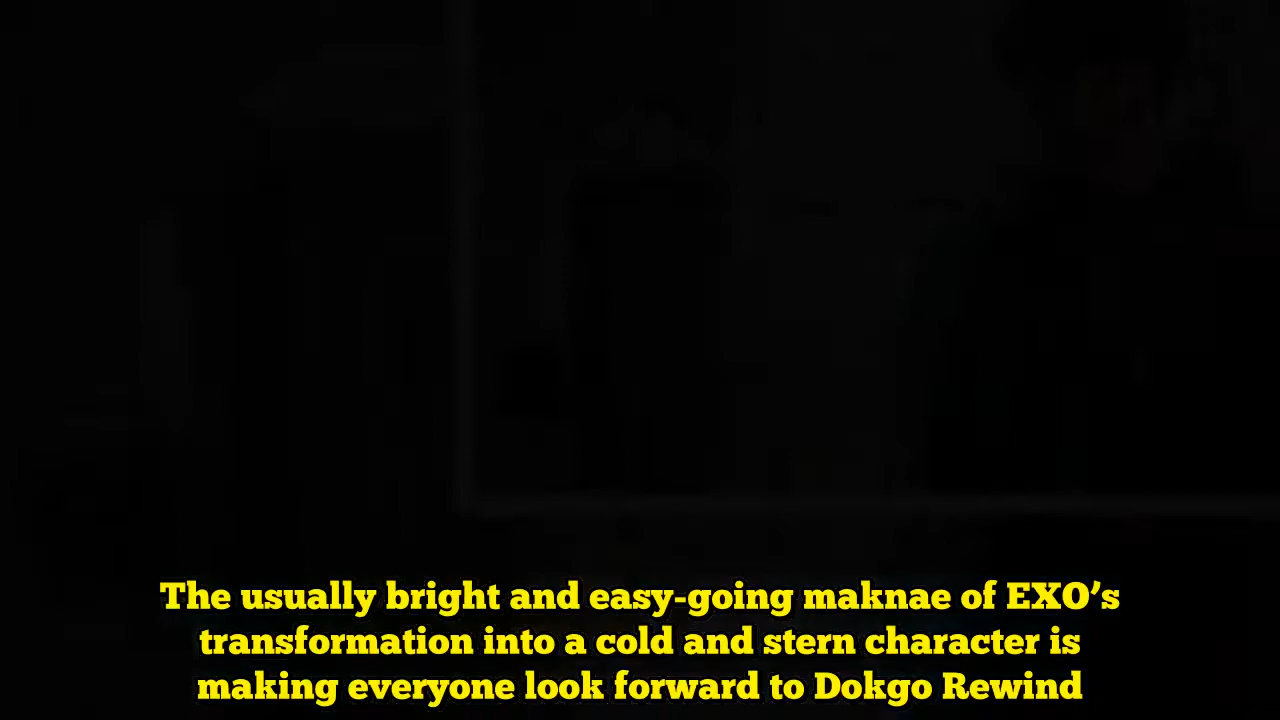 The usually bright and easy-going maknae of EXO’s
transformation into a cold and stern character is
making everyone look forward to Dokgo Rewind